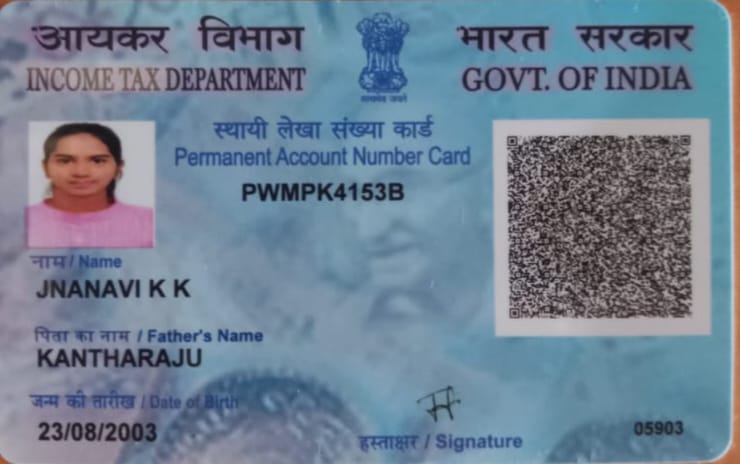 आयकर विभाग
INCOME TAX DEPARTMENT
सत्यमेव जयते
भारत सरकार
GOVT. OF INDIA
स्थायी लेखा संख्या कार्ड
Permanent Account Number Card
PWMPK4153B
नाम / Name
JNANAVI K K
पिता का नाम / Father's Name
KANTHARAJU
जन्म की तारीख / Date of Birth
23/08/2003
हस्ताक्षर / Signature
05903